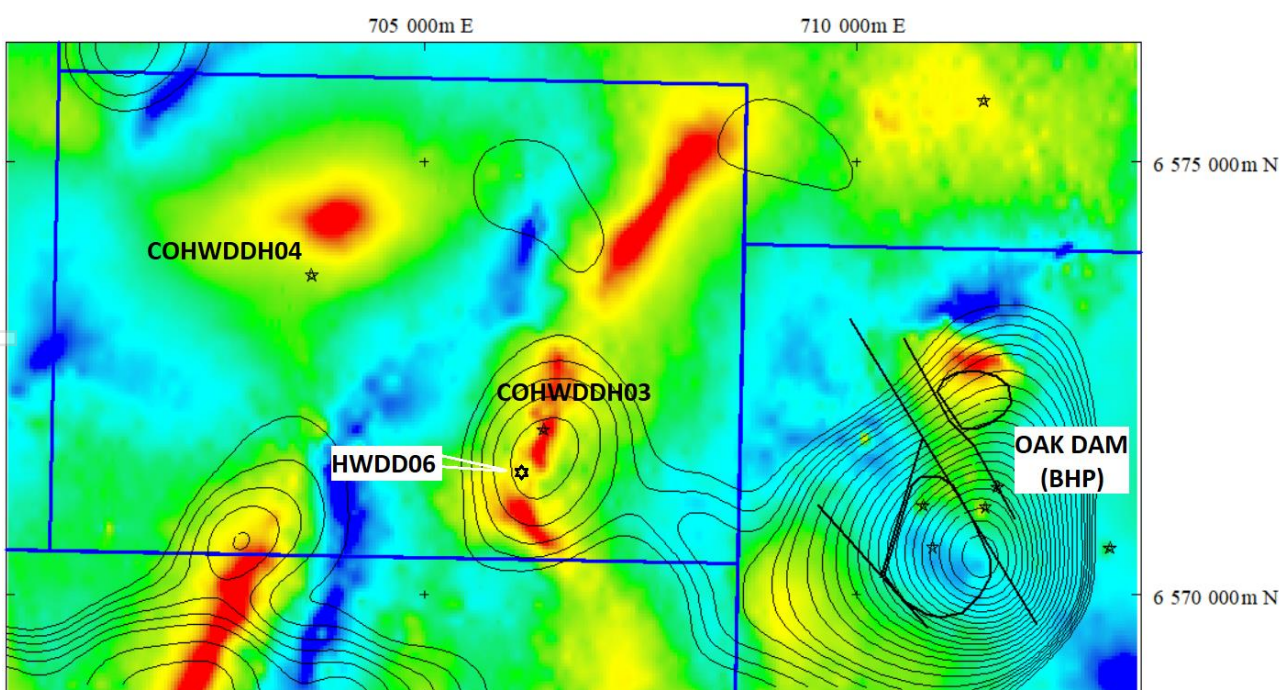 705 000m E
710 000m E
6 575 000m N
COHWDDH04
COHWDDH03
OAK DAM
(BHP)
HWDD06
6 570 000m N